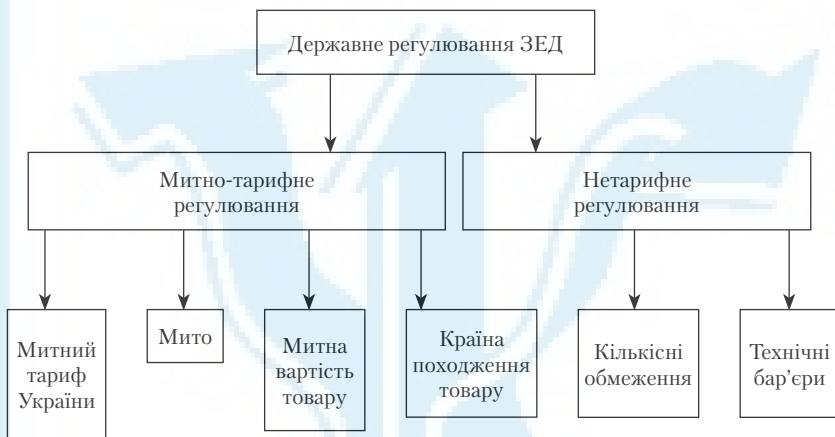 Державне регулювання ЗЕД
Митно-тарифне
регулювання
Нетарифне
регулювання
Митний
тариф
України
Мито
Митна
вартість
товару
Країна
походження
товару
Кількісні
обмеження
Технічні
бар’єри